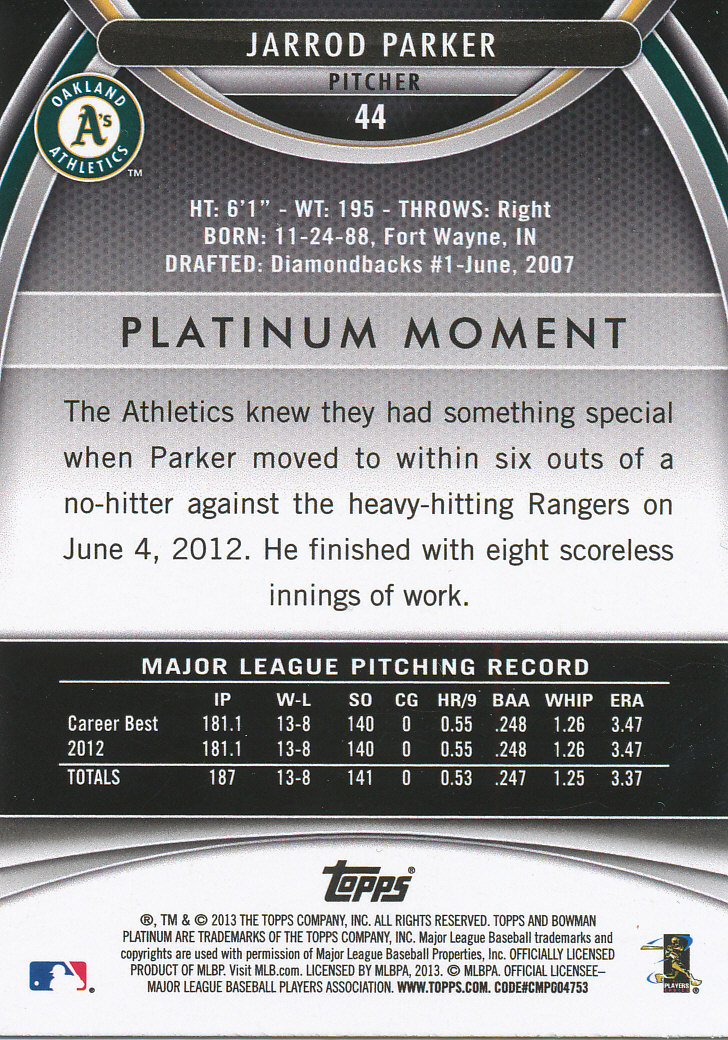 JARROD PARKER
PITCHER
44
OAKLAND
A's
ATHLETICS
™
HT: 6'1" - WT: 195 - THROWS: Right
BORN: 11-24-88, Fort Wayne, IN
DRAFTED: Diamondbacks #1-June, 2007
PLATINUM MOMENT
The Athletics knew they had something special
when Parker moved to within six outs of a
no-hitter against the heavy-hitting Rangers on
June 4, 2012. He finished with eight scoreless
innings of work.
MAJOR LEAGUE PITCHING RECORD
IP W-L SO CG HR/9 BAA WHIP ERA
Career Best 181.1 13-8 140 0 0.55 .248 1.26 3.47
2012 181.1 13-8 140 0 0.55 .248 1.26 3.47
TOTALS 187 13-8 141 0 0.53 .247 1.25 3.37
Topps®
®, TM & © 2013 THE TOPPS COMPANY, INC. ALL RIGHTS RESERVED. TOPPS AND BOWMAN
PLATINUM ARE TRADEMARKS OF THE TOPPS COMPANY, INC. Major League Baseball trademarks and
copyrights are used with permission of Major League Baseball Properties, Inc. OFFICIALLY LICENSED
PRODUCT OF MLBP. Visit MLB.com. LICENSED BY MLBPA, 2013. © MLBPA. OFFICIAL LICENSEE–
MAJOR LEAGUE BASEBALL PLAYERS ASSOCIATION. WWW.TOPPS.COM. CODE#CMPG04753
PLAYERS